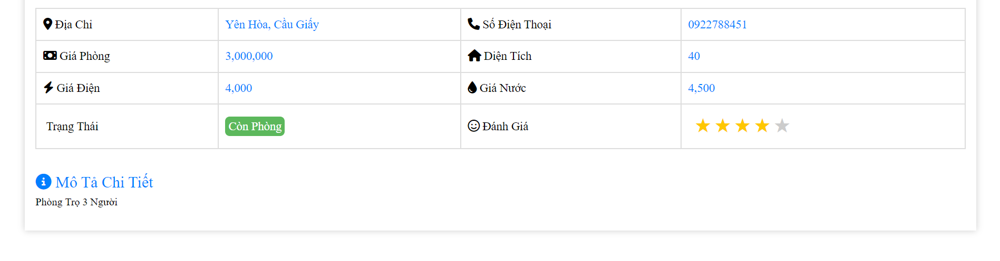 Địa Chỉ Yên Hòa, Cầu Giấy Số Điện Thoại 0922788451
Giá Phòng 3,000,000 Diện Tích 40
Giá Điện 4,000 Giá Nước 4,500
Trạng Thái Còn Phòng Đánh Giá
Mô Tả Chi Tiết
Phòng Trọ 3 Người